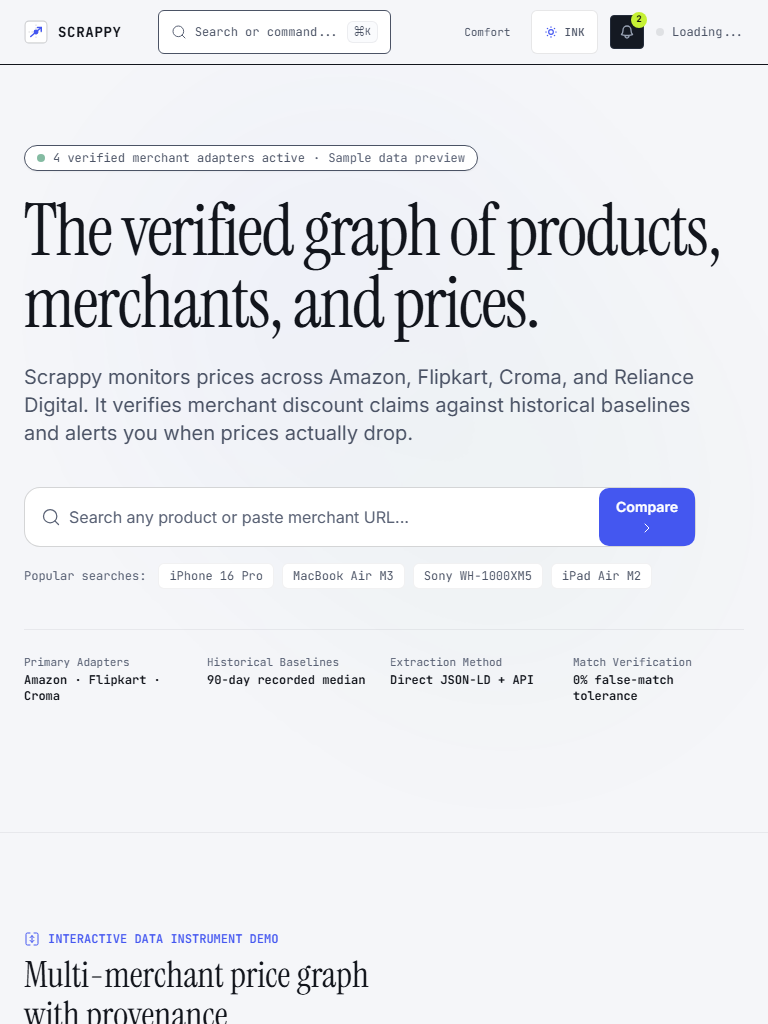 SCRAPPY
Search or command...
⌘K
Comfort
INK
2
Loading...
4 verified merchant adapters active · Sample data preview
The verified graph of products,
merchants, and prices.
Scrappy monitors prices across Amazon, Flipkart, Croma, and Reliance
Digital. It verifies merchant discount claims against historical baselines
and alerts you when prices actually drop.
Search any product or paste merchant URL...
Compare
Popular searches:
iPhone 16 Pro
MacBook Air M3
Sony WH-1000XM5
iPad Air M2
Primary Adapters
Amazon · Flipkart ·
Croma
Historical Baselines
90-day recorded median
Extraction Method
Direct JSON-LD + API
Match Verification
0% false-match
tolerance
INTERACTIVE DATA INSTRUMENT DEMO
Multi-merchant price graph
with provenance